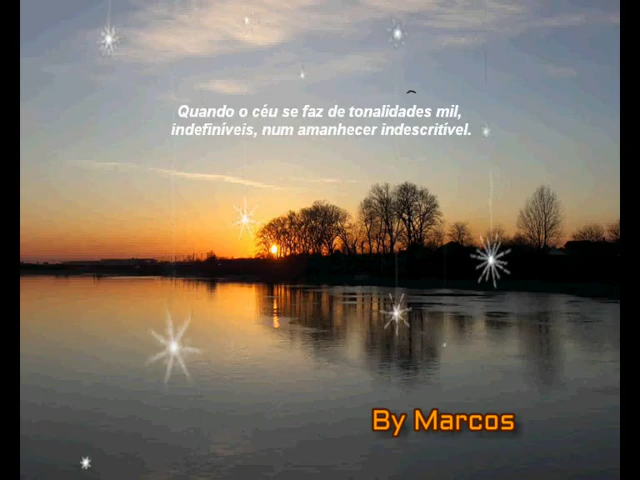 Quando o céu se faz de tonalidades mil,
indefiníveis, num amanhecer indescritível.
By Marcos